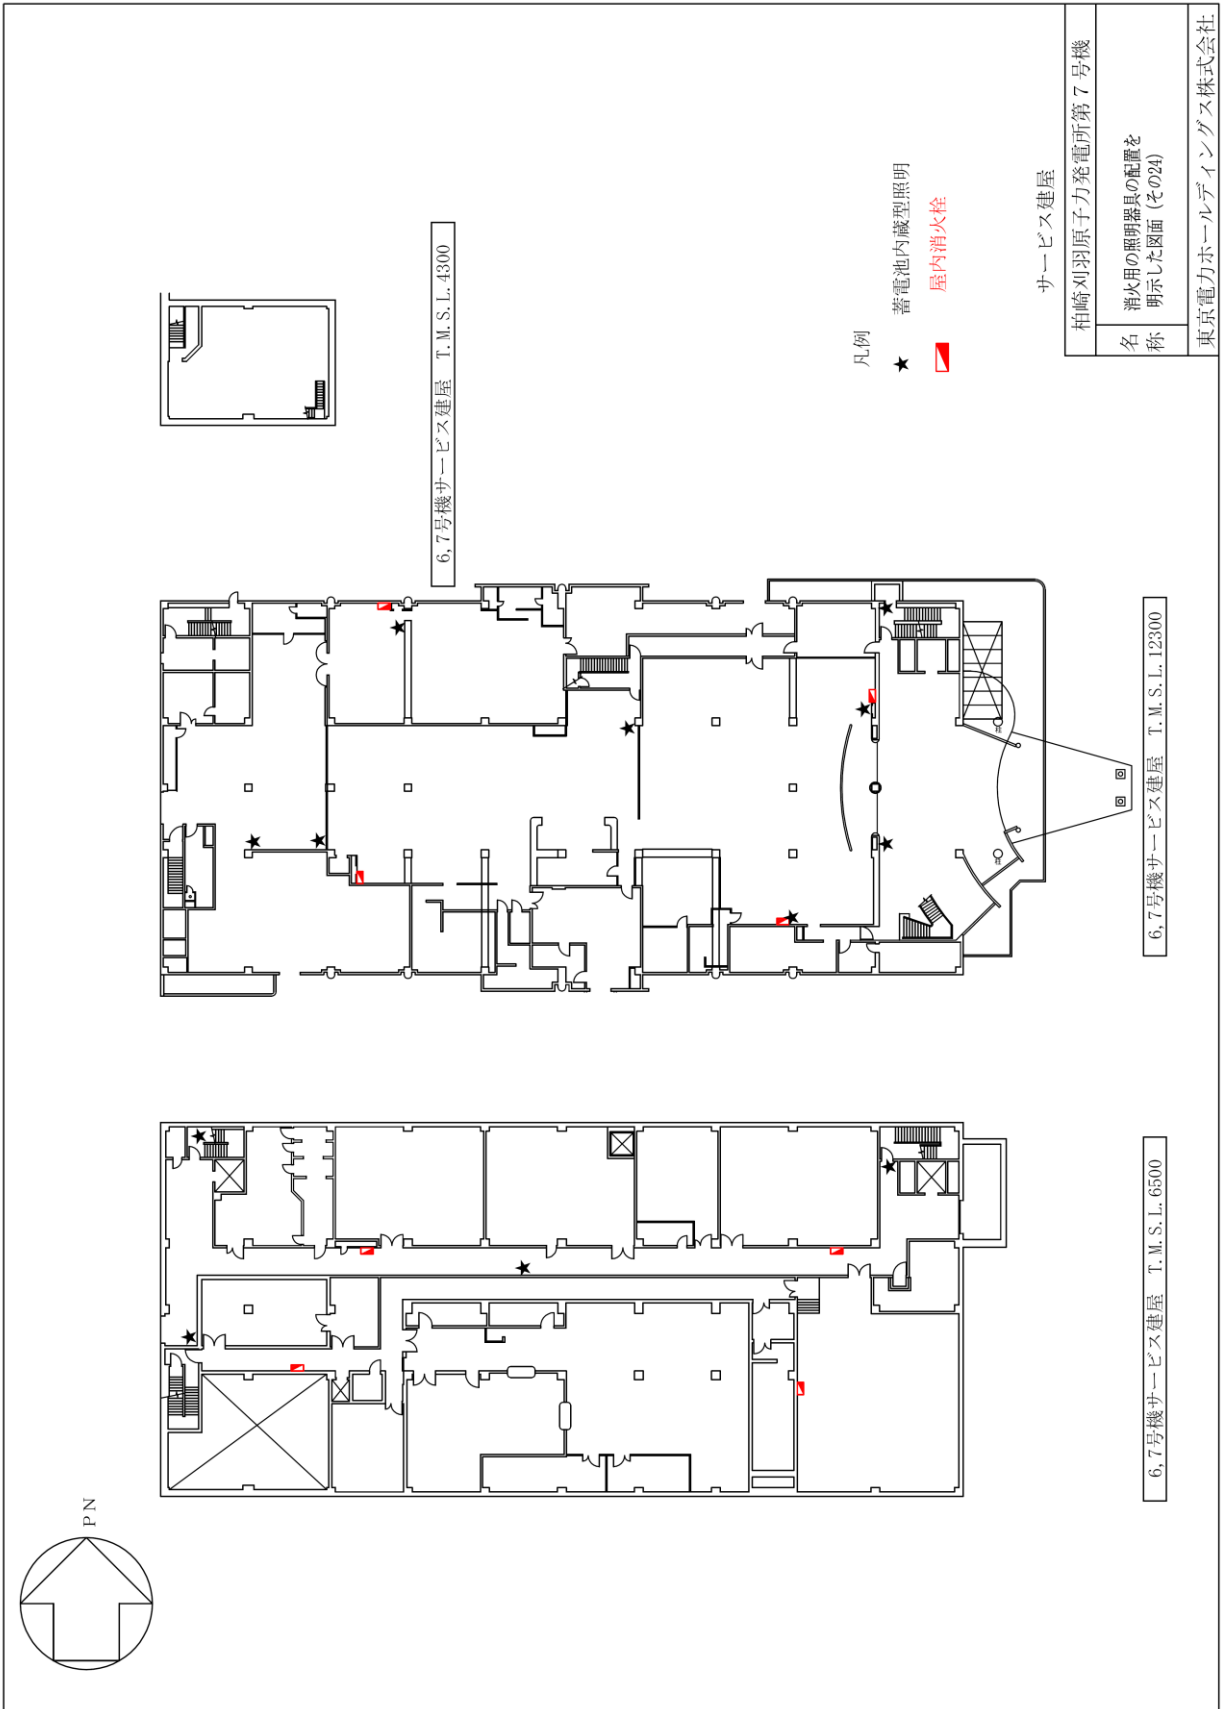 PN
6,7号機サービス建屋　T.M.S.L.4300
6,7号機サービス建屋　T.M.S.L.6500
6,7号機サービス建屋　T.M.S.L.12300
凡例
★　蓄電池内蔵型照明
屋内消火栓
サービス建屋
柏崎刈羽原子力発電所第７号機
名称
消火用の照明器具の配置を
明示した図面（その24）
東京電力ホールディングス株式会社